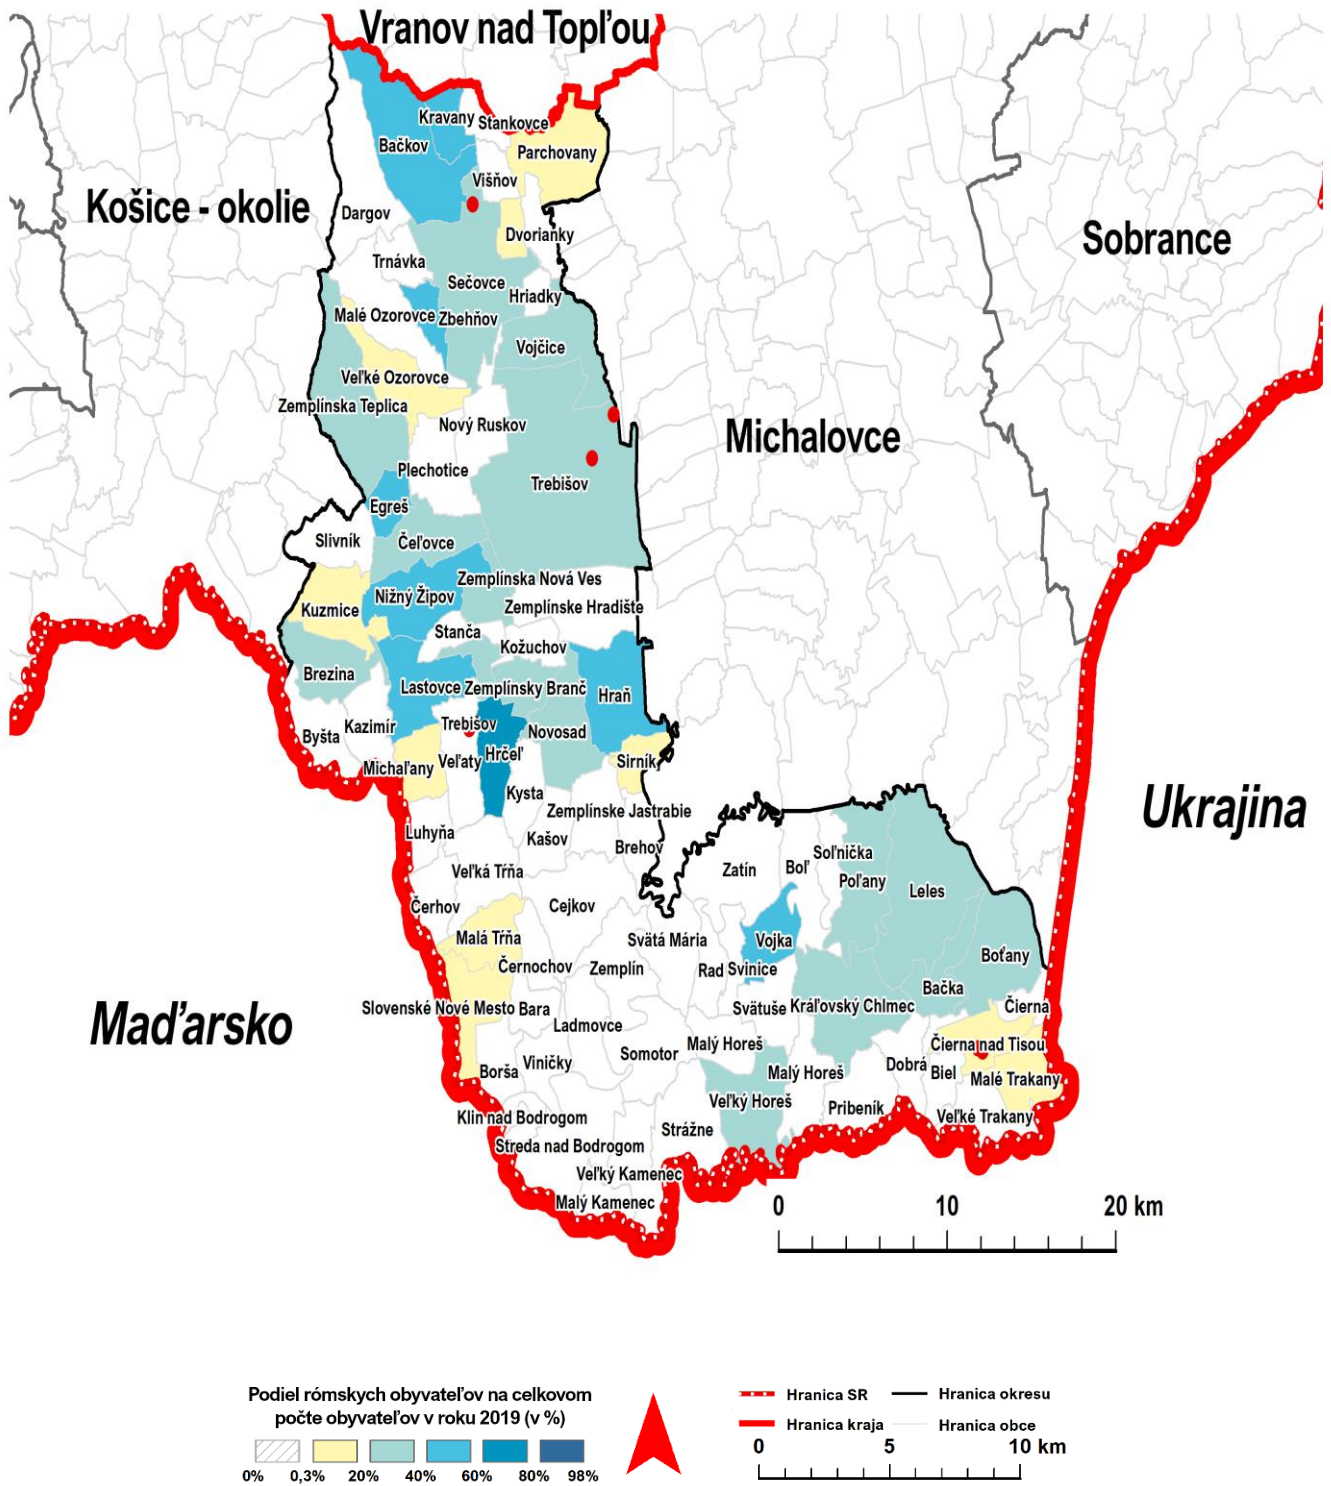 Vranov nad Topľou
Kravany
Stankovce
Bačkov
Parchovany
Višňov
Košice - okolie
Dargov
Dvorianky
Sobrance
Trnávka
Sečovce
Hriadky
Malé Ozorovce
Zbehňov
Vojčice
Veľké Ozorovce
Zemplínska Teplica
Nový Ruskov
Michalovce
Plechotice
Trebišov
Egreš
Slivník
Čeľovce
Zemplínska Nová Ves
Nižný Žipov
Kuzmice
Zemplínske Hradište
Stanča
Kožuchov
Brezina
Lastovce
Zemplínsky Branč
Hraň
Trebišov
Kazimír
Byšta
Novosad
Hrčeľ
Veľaty
Sirník
Michaľany
Kysta
Zemplínske Jastrabie
Ukrajina
Luhyňa
Kašov
Brehov
Soľnička
Zatín
Boľ
Veľká Tŕňa
Poľany
Leles
Čerhov
Cejkov
Malá Tŕňa
Svätá Mária
Vojka
Boťany
Černochov
Zemplín
Rad
Svinice
Bačka
Slovenské Nové Mesto
Bara
Svätuše
Kráľovský Chlmec
Čierna
Maďarsko
Ladmovce
Malý Horeš
Čierna nad Tisou
Somotor
Viničky
Borša
Malý Horeš
Dobrá
Biel
Malé Trakany
Veľký Horeš
Pribeník
Klin nad Bodrogom
Veľké Trakany
Strážne
Streda nad Bodrogom
Veľký Kamenec
Malý Kamenec
0 10 20 km
Podiel rómskych obyvateľov na celkovom
počte obyvateľov v roku 2019 (v %)
0% 0,3% 20% 40% 60% 80% 98%
Hranica SR
Hranica okresu
Hranica kraja
Hranica obce
0 5 10 km